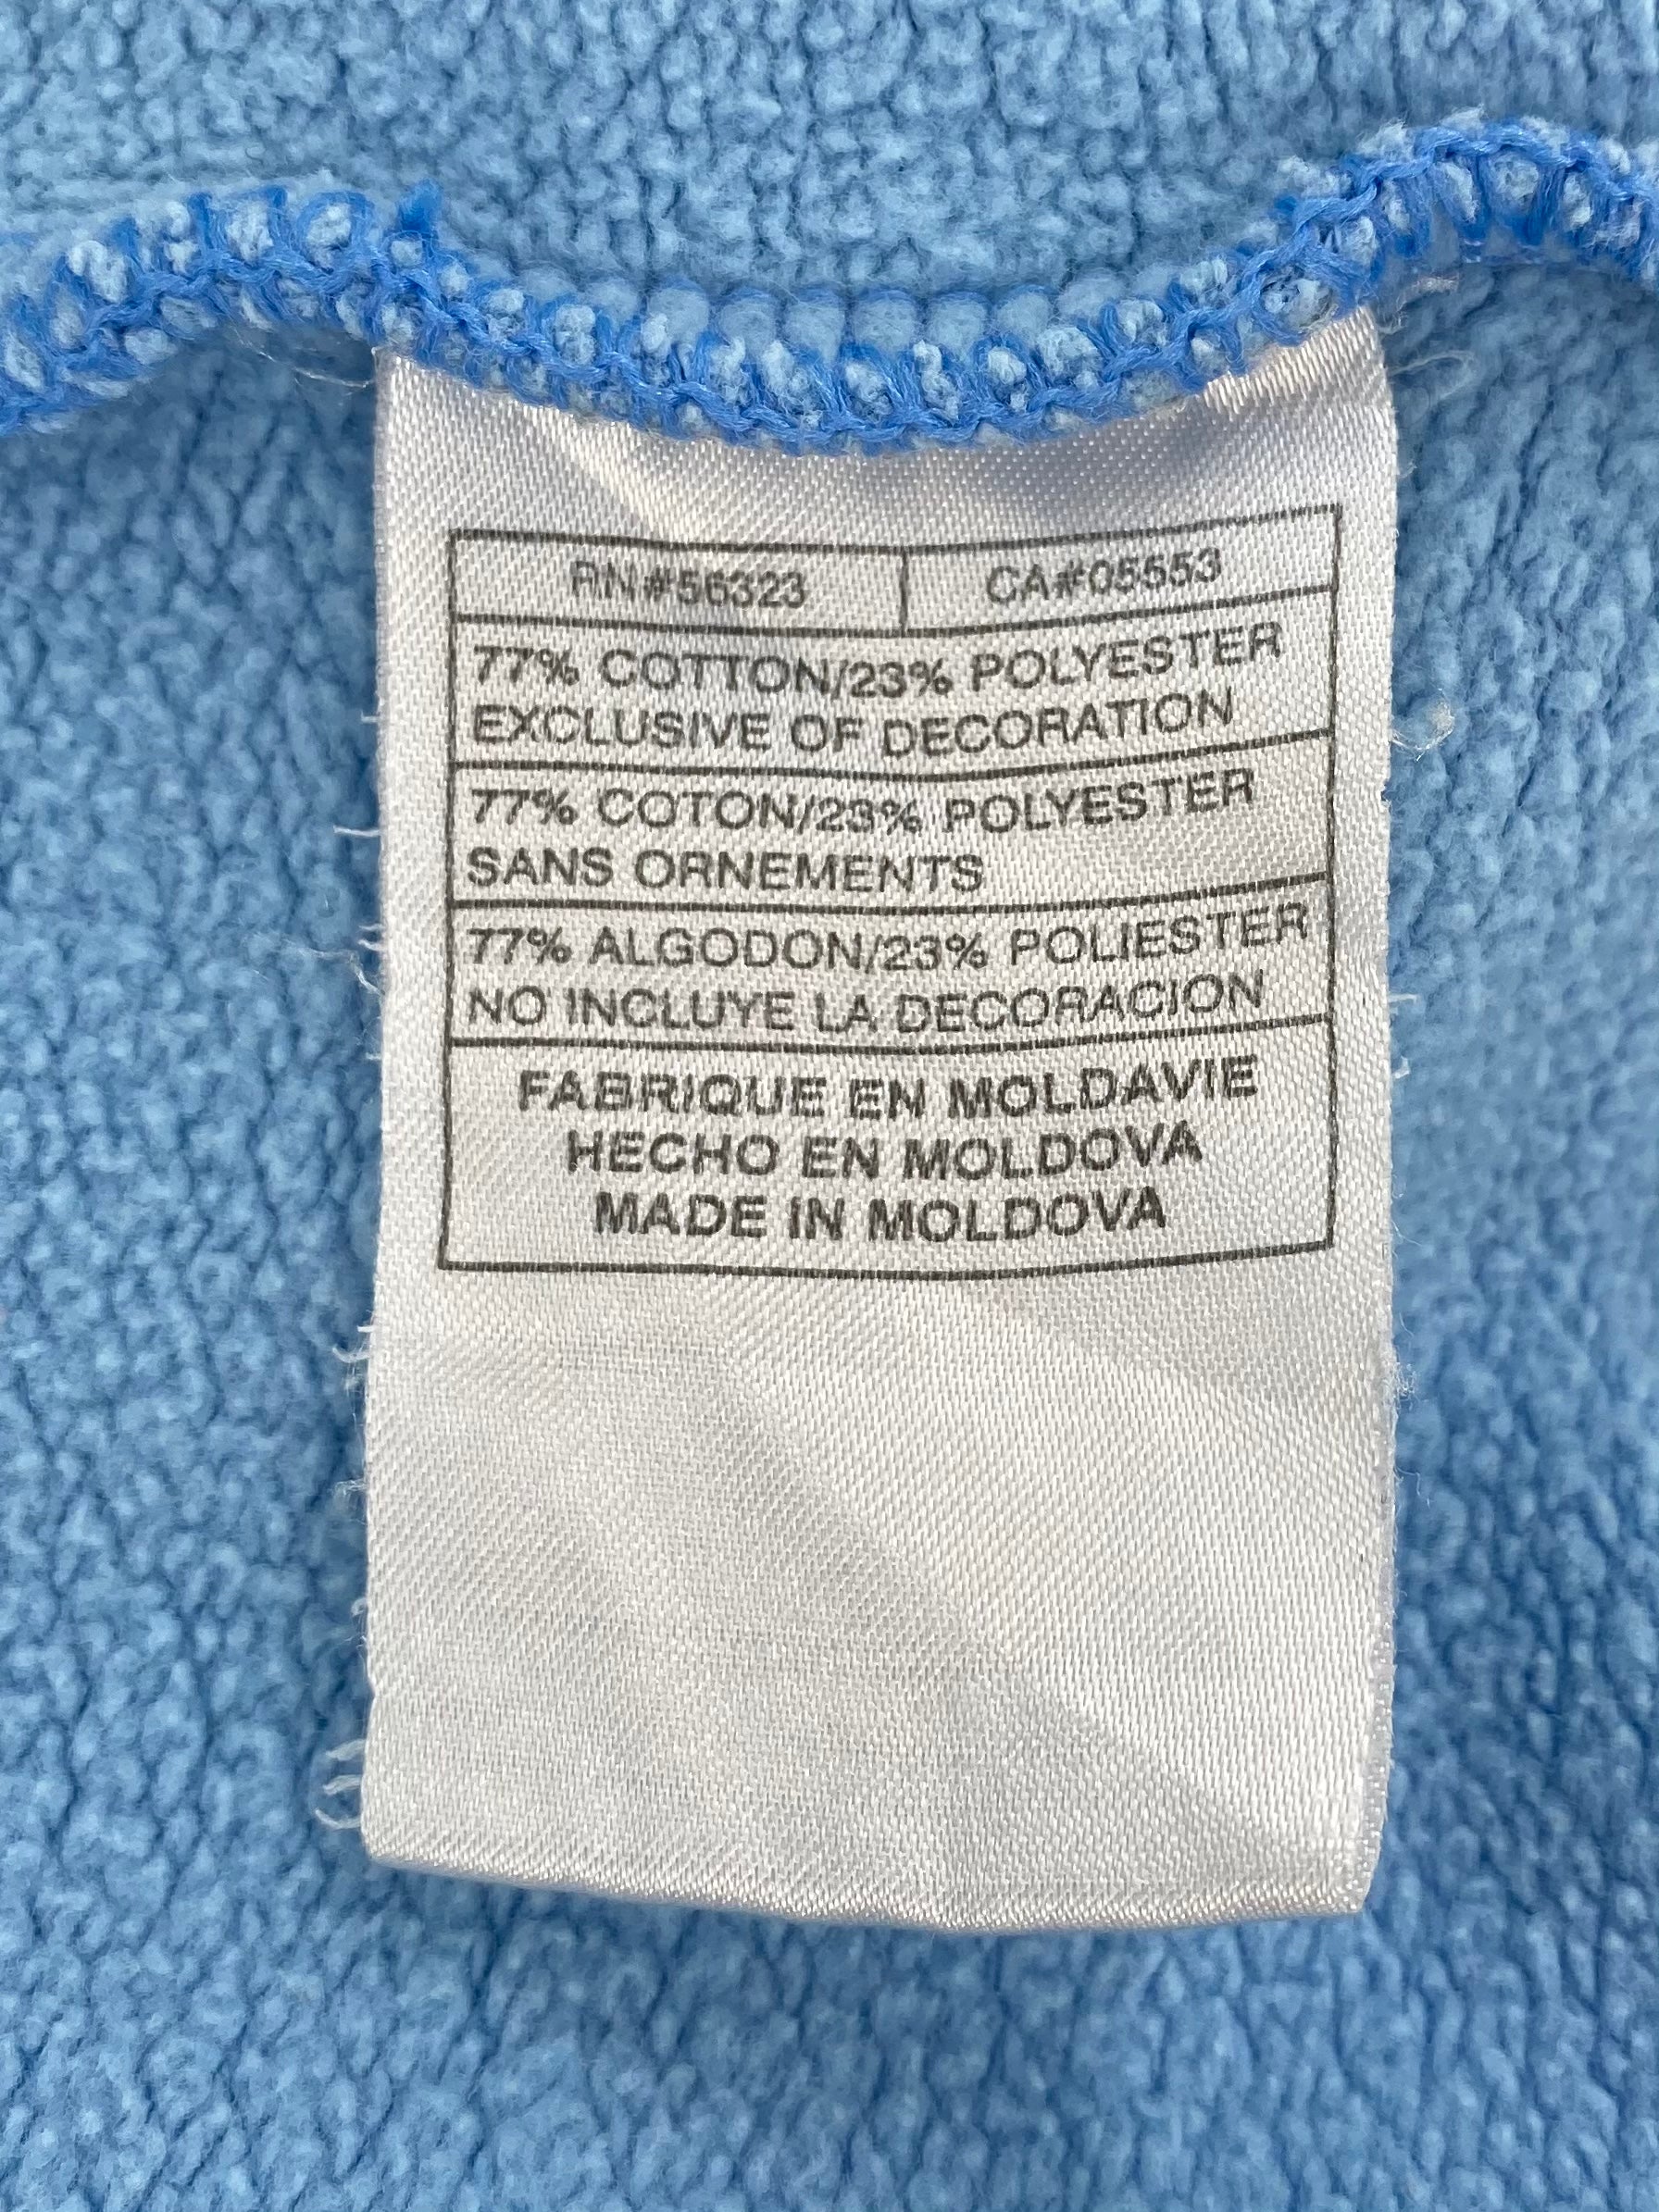 RN#56323 CA#05553
77% COTTON/23% POLYESTER
EXCLUSIVE OF DECORATION
77% COTON/23% POLYESTER
SANS ORNEMENTS
77% ALGODON/23% POLIESTER
NO INCLUYE LA DECORACION
FABRIQUE EN MOLDAVIE
HECHO EN MOLDOVA
MADE IN MOLDOVA